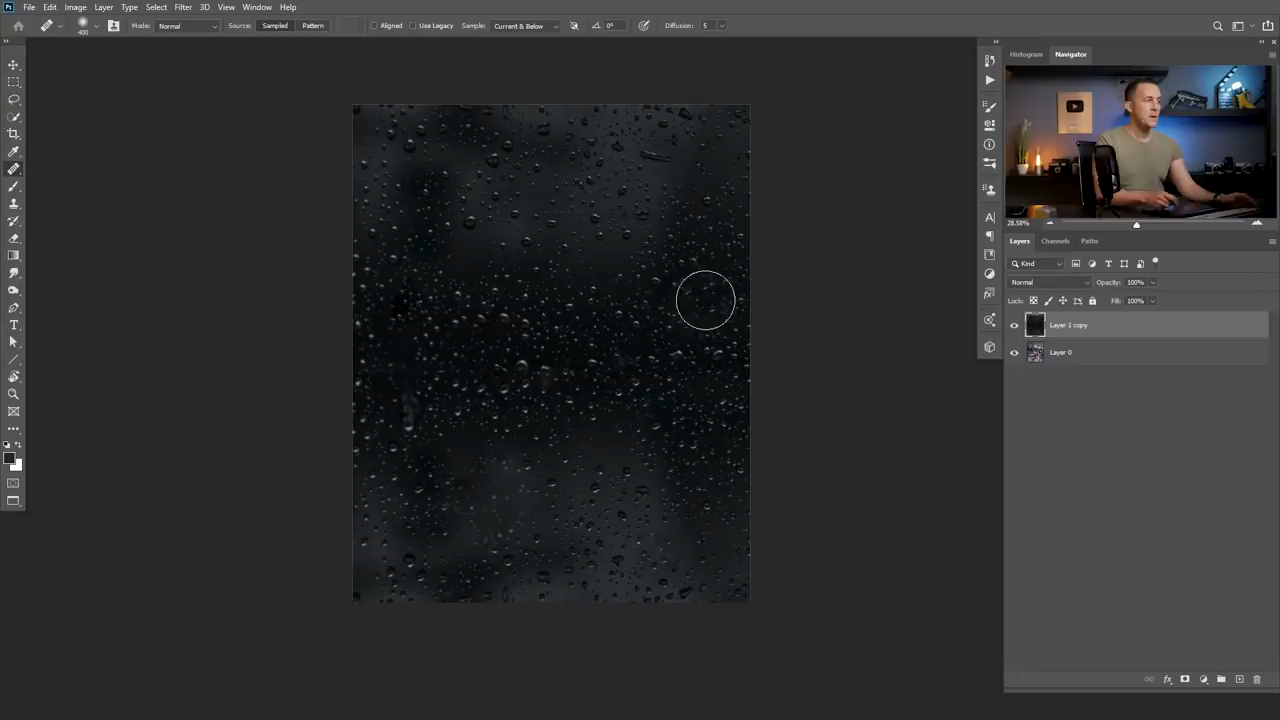 Ps File Edit Image Layer Type Select Filter 3D View Window Help
400 Mode: Normal Source: Sampled Pattern Aligned Use Legacy Sample: Current & Below 0° Diffusion: 5
Histogram Navigator
28.58%
Layers Channels Paths
Kind
Normal Opacity: 100%
Lock: Fill: 100%
Layer 1 copy
Layer 0
fx